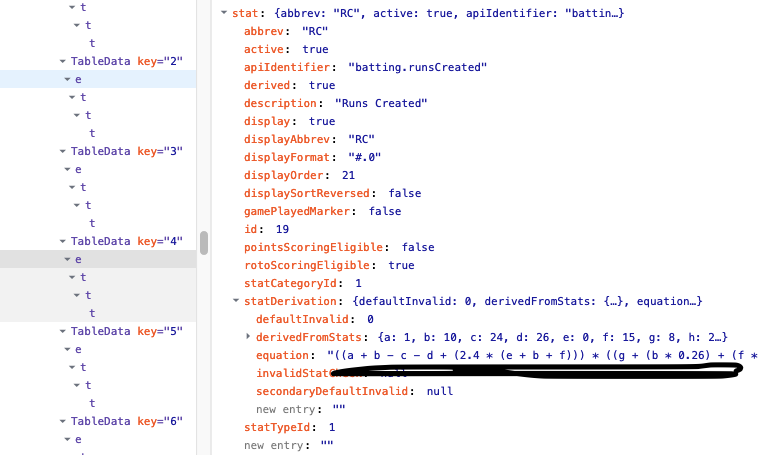 t
t
t
TableData key="2"
e
t
t
t
TableData key="3"
e
t
t
t
TableData key="4"
e
t
t
t
TableData key="5"
e
t
t
t
TableData key="6"
e
stat: {abbrev: "RC", active: true, apiIdentifier: "battin…}
abbrev: "RC"
active: true
apiIdentifier: "batting.runsCreated"
derived: true
description: "Runs Created"
display: true
displayAbbrev: "RC"
displayFormat: "#.0"
displayOrder: 21
displaySortReversed: false
gamePlayedMarker: false
id: 19
pointsScoringEligible: false
rotoScoringEligible: true
statCategoryId: 1
statDerivation: {defaultInvalid: 0, derivedFromStats: {…}, equation…}
defaultInvalid: 0
derivedFromStats: {a: 1, b: 10, c: 24, d: 26, e: 0, f: 15, g: 8, h: 2…}
equation: "((a + b − c − d + (2.4 * (e + b + f))) * ((g + (b * 0.26) + (f *
secondaryDefaultInvalid: null
new entry: ""
statTypeId: 1
new entry: ""